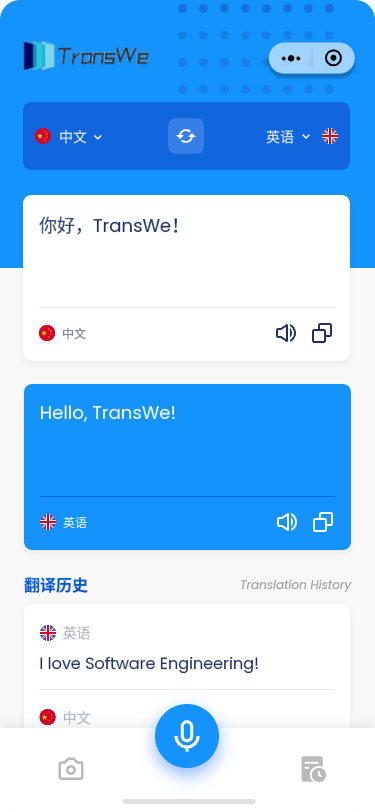 TransWe
中文
英语
你好，TransWe！
中文
Hello, TransWe!
英语
翻译历史
Translation History
英语
I love Software Engineering!
中文